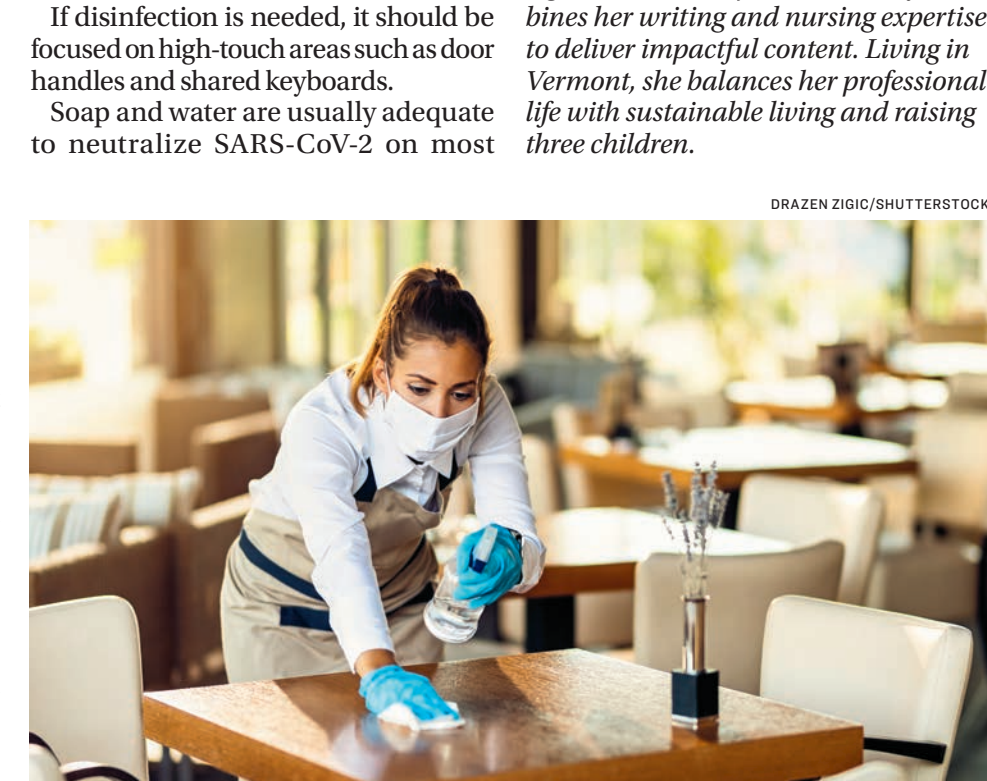 If disinfection is needed, it should be
focused on high-touch areas such as door
handles and shared keyboards.
Soap and water are usually adequate
to neutralize SARS-CoV-2 on most
bines her writing and nursing expertise
to deliver impactful content. Living in
Vermont, she balances her professional
life with sustainable living and raising
three children.
DRAZEN ZIGIC/SHUTTERSTOCK